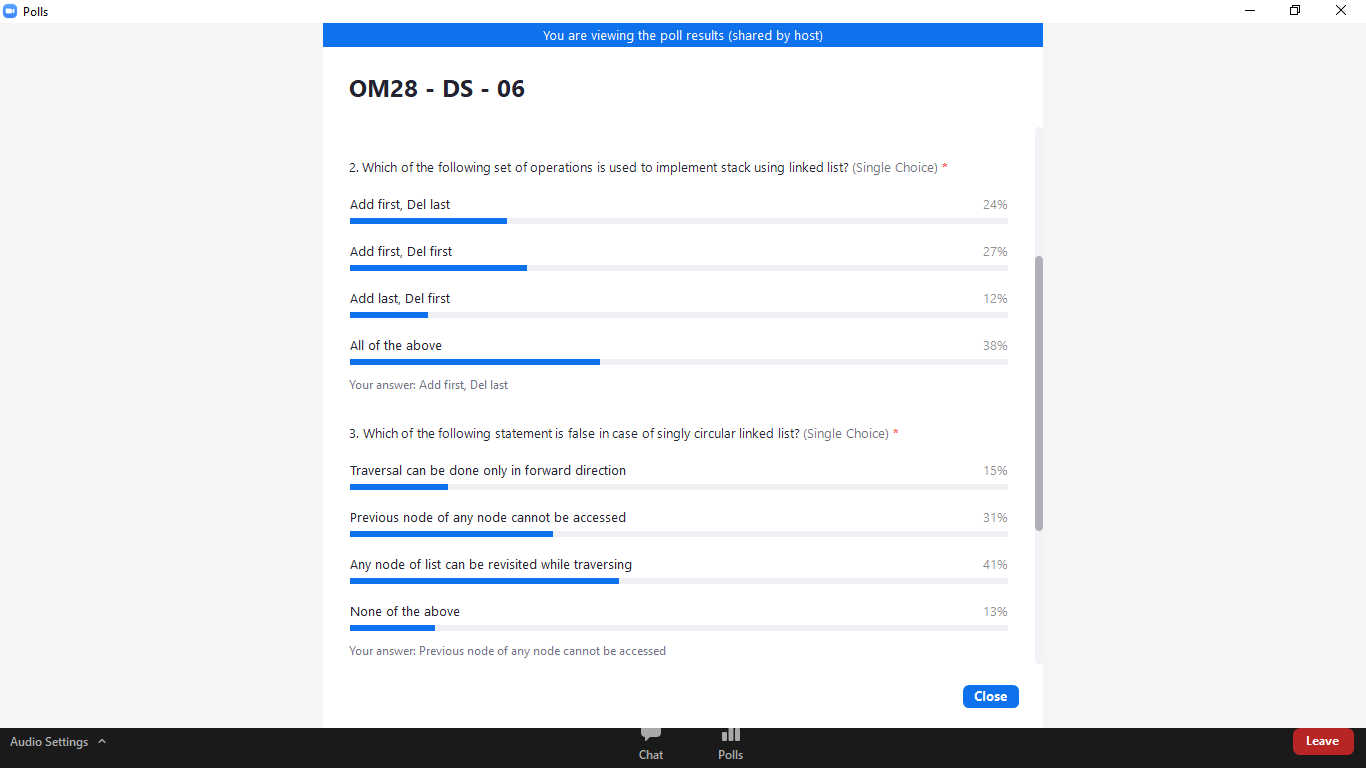 Polls
You are viewing the poll results (shared by host)
OM28 - DS - 06
2. Which of the following set of operations is used to implement stack using linked list? (Single Choice) *
Add first, Del last 24%
Add first, Del first 27%
Add last, Del first 12%
All of the above 38%
Your answer: Add first, Del last
3. Which of the following statement is false in case of singly circular linked list? (Single Choice) *
Traversal can be done only in forward direction 15%
Previous node of any node cannot be accessed 31%
Any node of list can be revisited while traversing 41%
None of the above 13%
Your answer: Previous node of any node cannot be accessed
Close
Audio Settings
Chat
Polls
Leave